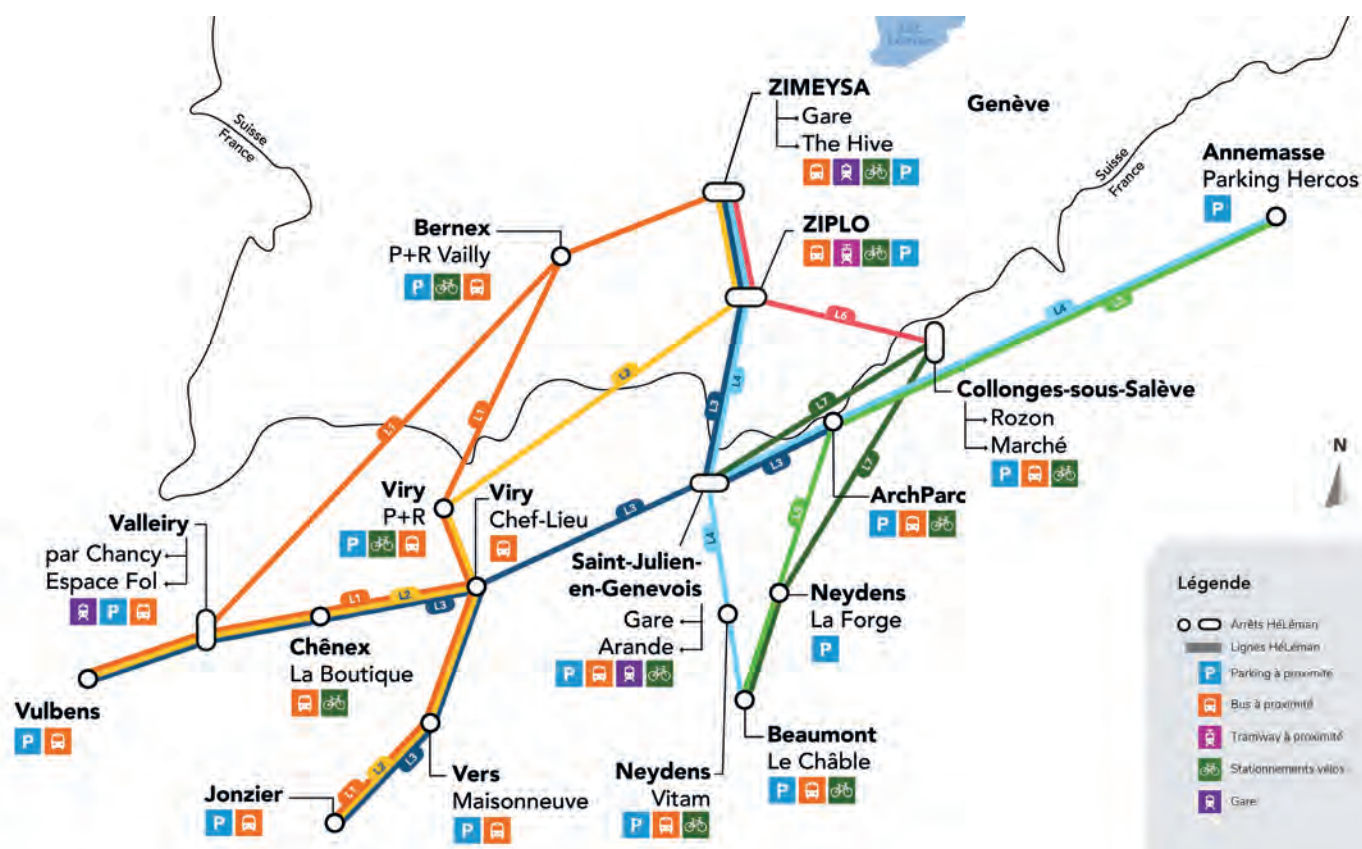 Lac
Léman
Suisse
France
ZIMEYSA
Gare
The Hive
Genève
Suisse
France
Annemasse
Parking Hercos
P
Bernex
P+R Vailly
P
ZIPLO
P
P
L6
L4
L5
L2
L1
L1
L3
L4
L7
L3
L7
L5
L4
L3
Collonges-sous-Salève
Rozon
Marché
P
N
Viry
P+R
P
Viry
Chef-Lieu
ArchParc
P
Valleiry
par Chancy
Espace Fol
P
L1
L2
L3
Saint-Julien-
en-Genevois
Gare
Arande
P
Neydens
La Forge
P
Chênex
La Boutique
Vulbens
P
Beaumont
Le Châble
P
Neydens
Vitam
P
Jonzier
P
L1
L2
L3
Vers
Maisonneuve
P
Légende
Arrêts HéLéman
Lignes HéLéman
P
Parking à proximité
Bus à proximité
Tramway à proximité
Stationnements vélos
Gare